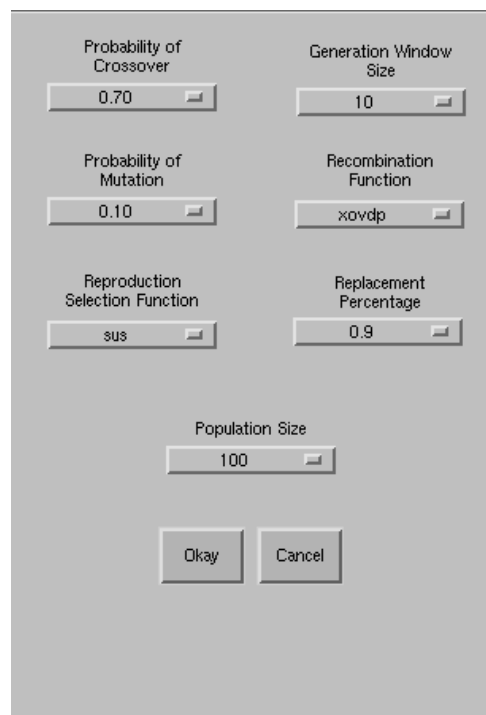 Probability of
Crossover
0.70
Generation Window
Size
10
Probability of
Mutation
0.10
Recombination
Function
xovdp
Reproduction
Selection Function
sus
Replacement
Percentage
0.9
Population Size
100
Okay
Cancel